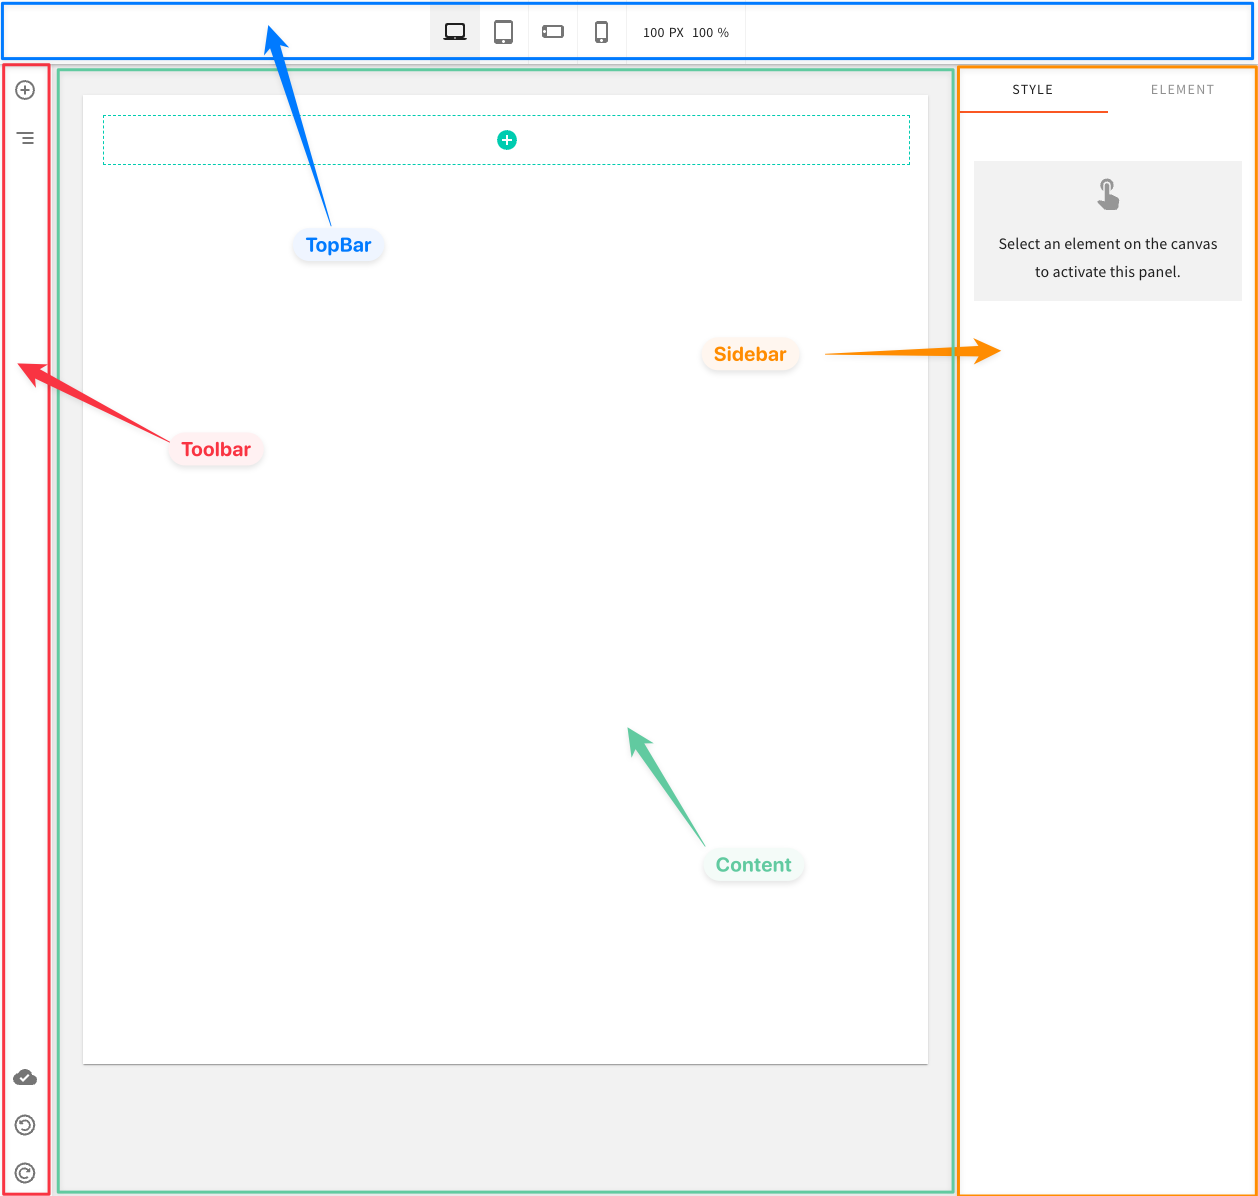 100 PX 100 %
STYLE
ELEMENT
TopBar
Select an element on the canvas
to activate this panel.
Sidebar
Toolbar
Content